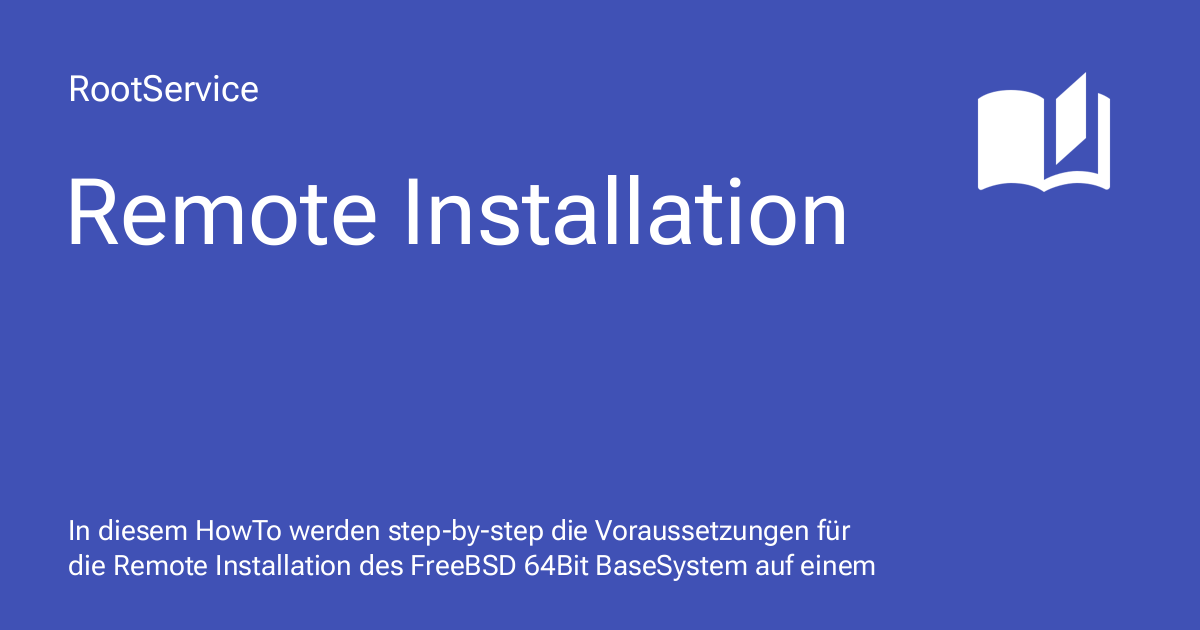 RootService
Remote Installation
In diesem HowTo werden step-by-step die Voraussetzungen für
die Remote Installation des FreeBSD 64Bit BaseSystem auf einem